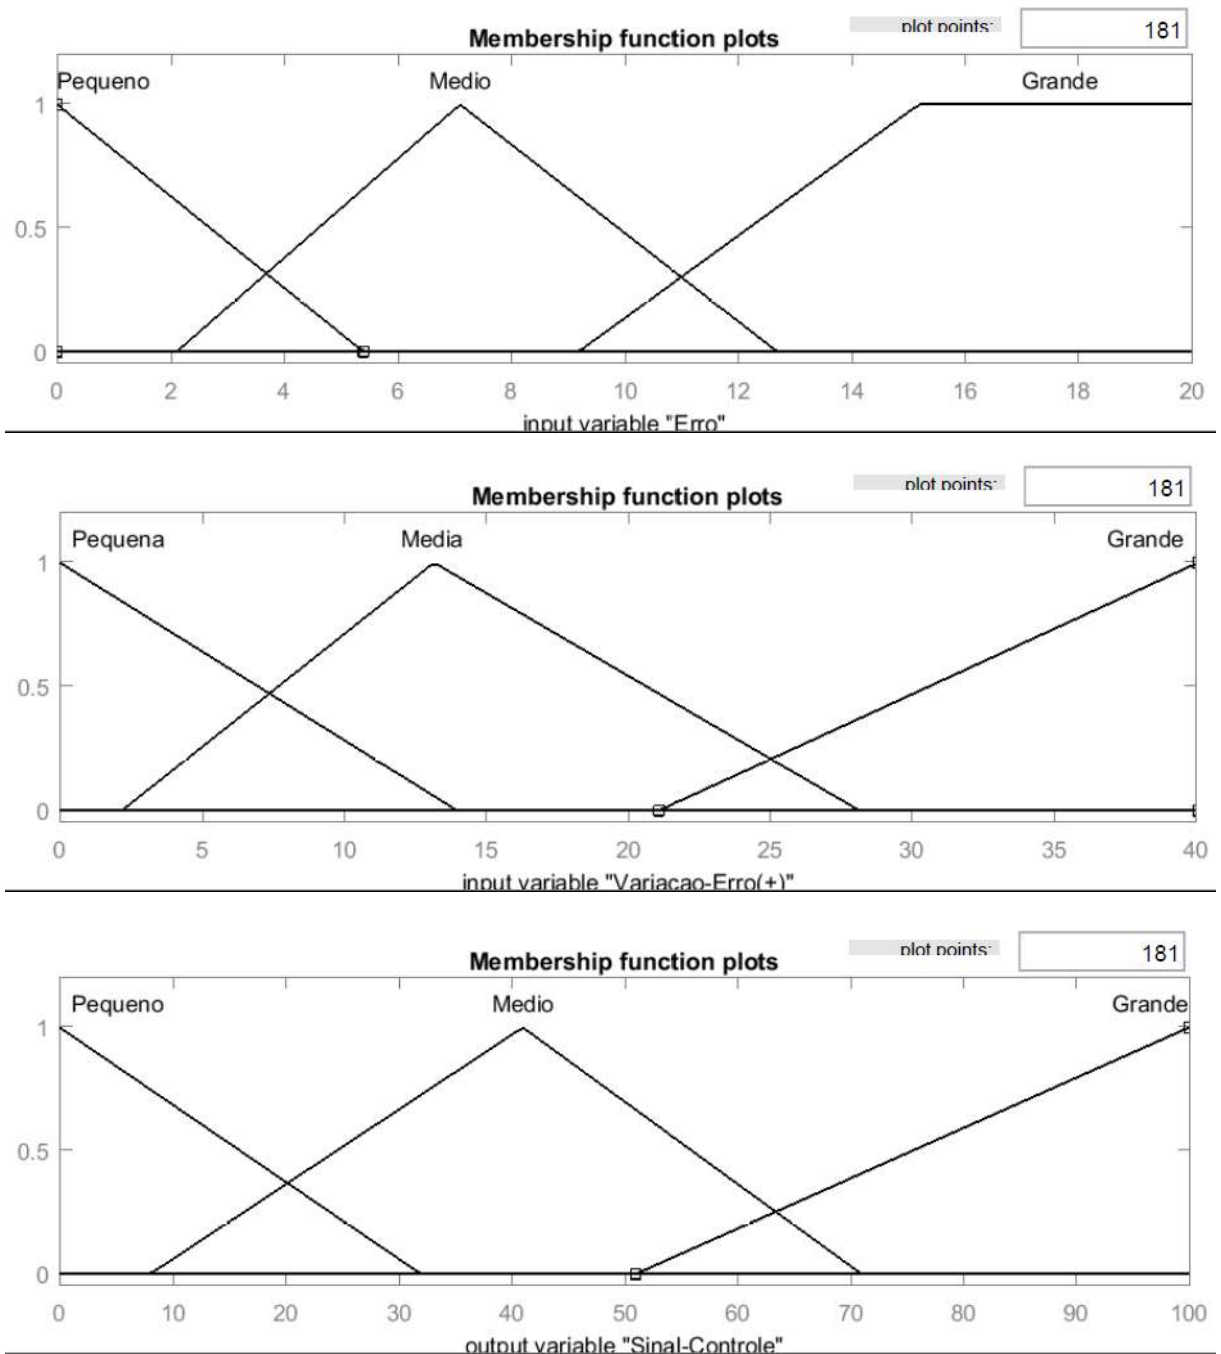 plot points: 181
Membership function plots
Pequeno Medio Grande
1
0.5
0
0 2 4 6 8 10 12 14 16 18 20
input variable "Erro"
plot points: 181
Membership function plots
Pequena Media Grande
1
0.5
0
0 5 10 15 20 25 30 35 40
input variable "Variacao-Erro(+)"
plot points: 181
Membership function plots
Pequeno Medio Grande
1
0.5
0
0 10 20 30 40 50 60 70 80 90 100
output variable "Sinal-Controle"